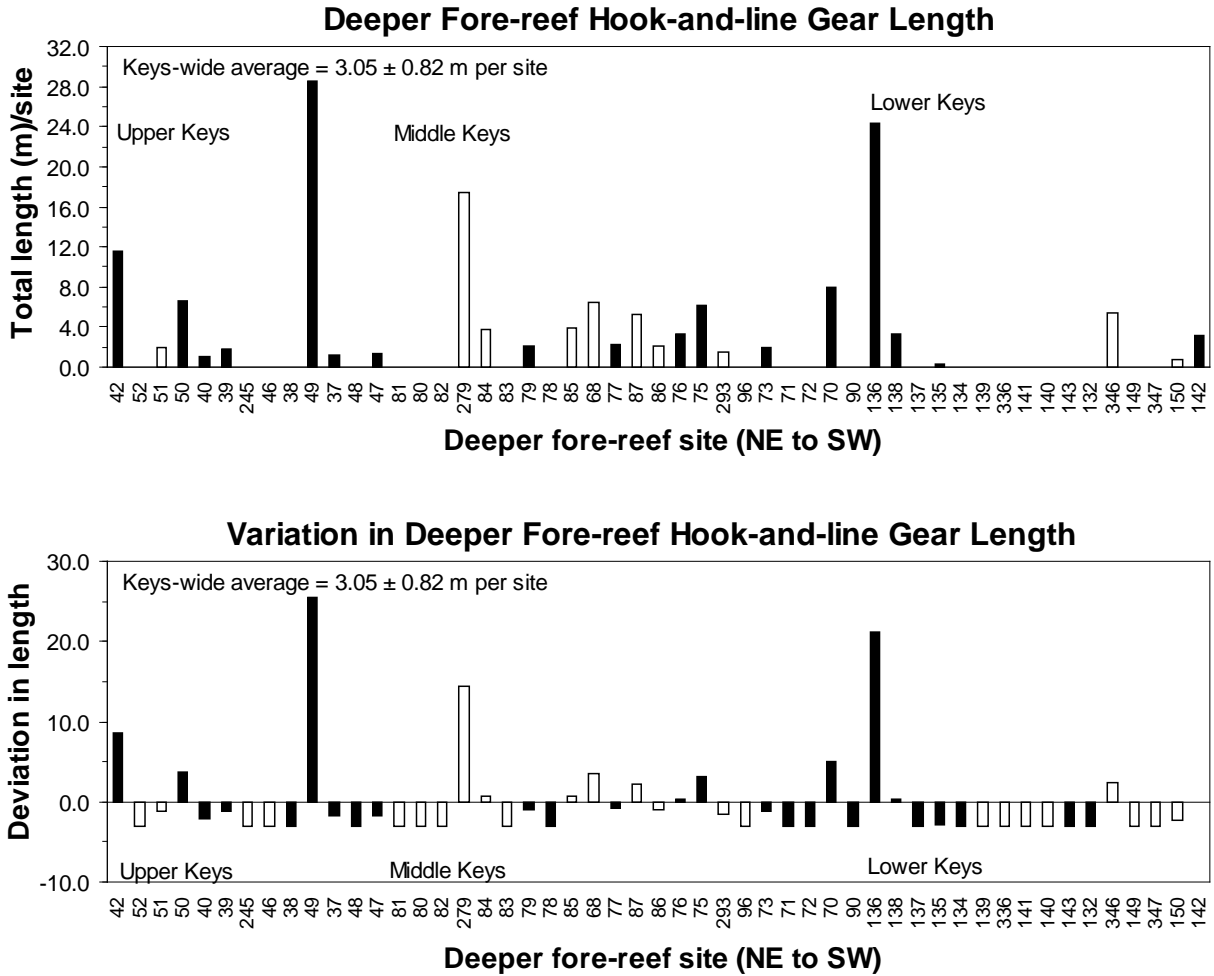 Deeper Fore-reef Hook-and-line Gear Length
Total length (m)/site
32.0
28.0
24.0
20.0
16.0
12.0
8.0
4.0
0.0
Keys-wide average = 3.05 ± 0.82 m per site
Upper Keys
Middle Keys
Lower Keys
42 52 51 50 40 39 245 46 38 49 37 48 47 81 80 82 279 84 83 79 78 85 68 77 87 86 76 75 293 96 73 71 72 70 90 136 138 137 135 134 139 336 141 140 143 132 346 149 347 150 142
Deeper fore-reef site (NE to SW)
Variation in Deeper Fore-reef Hook-and-line Gear Length
Deviation in length
30.0
20.0
10.0
0.0
-10.0
Keys-wide average = 3.05 ± 0.82 m per site
Upper Keys
Middle Keys
Lower Keys
42 52 51 50 40 39 245 46 38 49 37 48 47 81 80 82 279 84 83 79 78 85 68 77 87 86 76 75 293 96 73 71 72 70 90 136 138 137 135 134 139 336 141 140 143 132 346 149 347 150 142
Deeper fore-reef site (NE to SW)